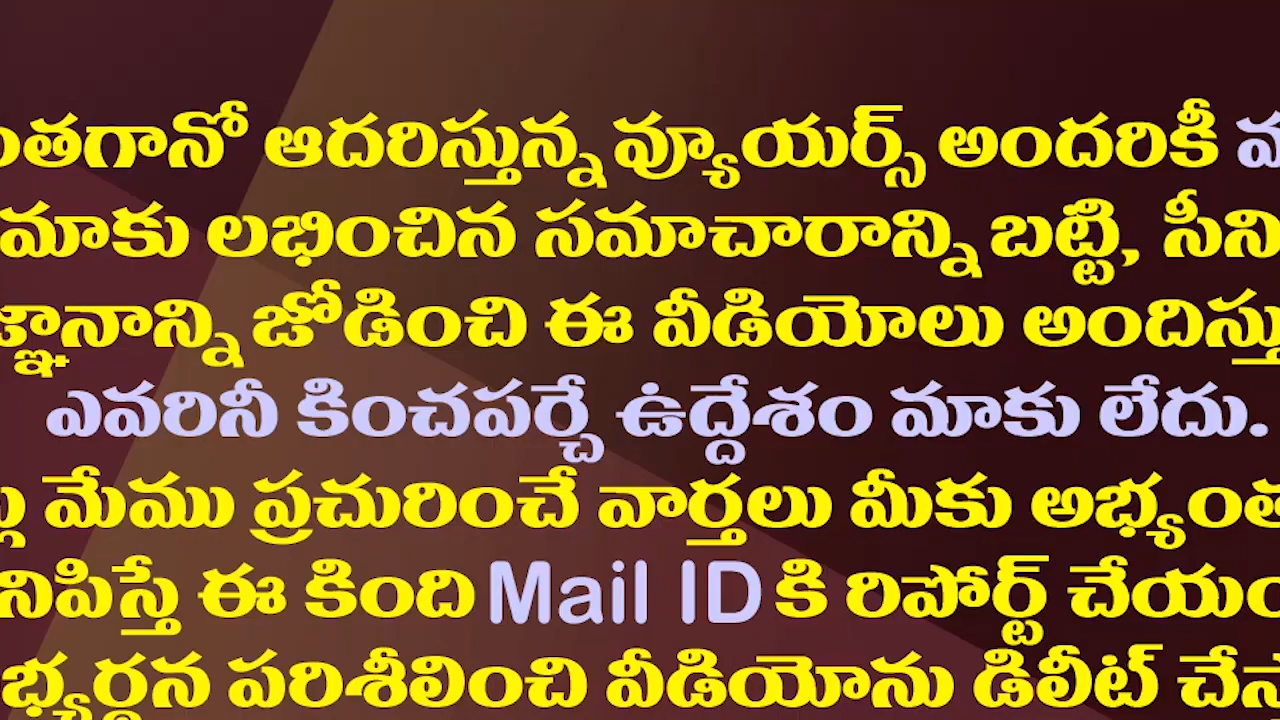 ంతగానో ఆదరిస్తున్న వ్యూయర్స్ అందరికీ
మాకు లభించిన సమాచారాన్ని బట్టి, సీని
జ్ఞానాన్ని జోడించి ఈ వీడియోలు అందిస్తు
ఎవరినీ కించపర్చే ఉద్దేశం మాకు లేదు.
ల్ల మేము ప్రచురించే వార్తలు మీకు అభ్యంత
నిపిస్తే ఈ కింది Mail ID కి రిపోర్ట్ చేయం
భ్యర్థన పరిశీలించి వీడియోను డిలీట్ చేస